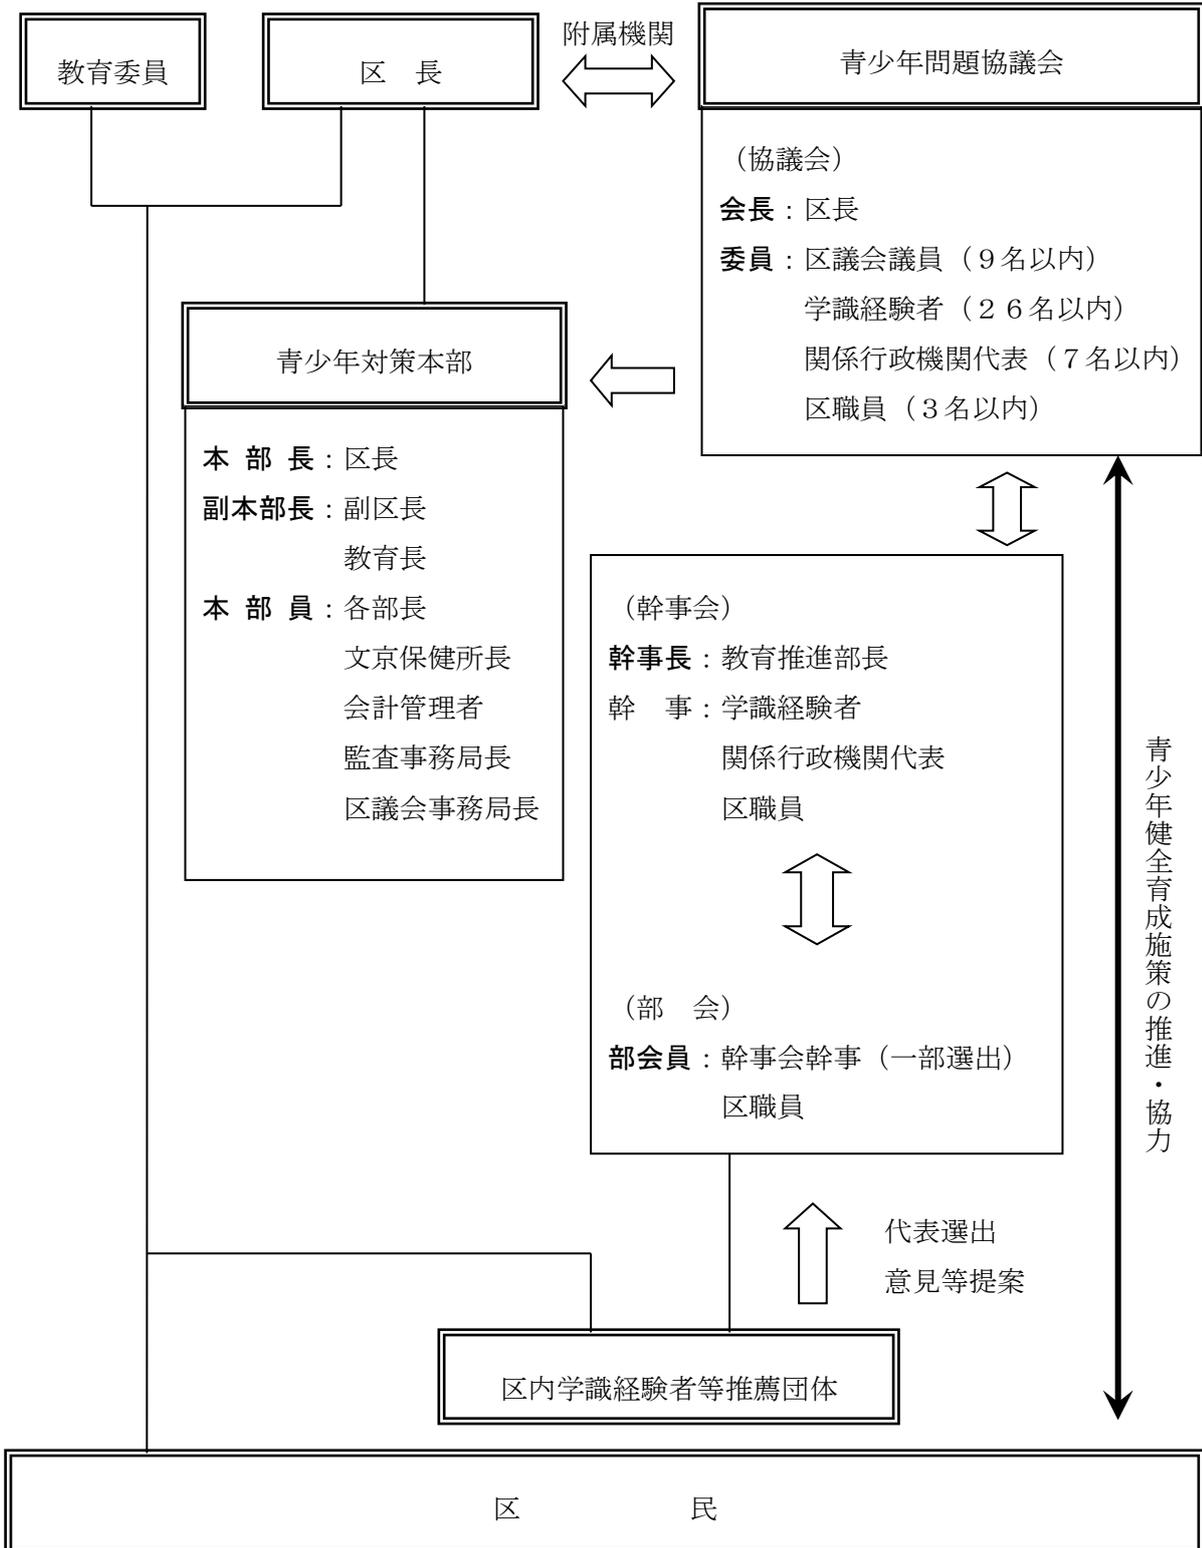 教育委員
区　長
附属機関
青少年問題協議会
（協議会）
会長：区長
委員：区議会議員（９名以内）
学識経験者（２６名以内）
関係行政機関代表（７名以内）
区職員（３名以内）
青少年対策本部
本 部 長：区長
副本部長：副区長
教育長
本 部 員：各部長
文京保健所長
会計管理者
監査事務局長
区議会事務局長
（幹事会）
幹事長：教育推進部長
幹　事：学識経験者
関係行政機関代表
区職員
（部　会）
部会員：幹事会幹事（一部選出）
区職員
青少年健全育成施策の推進・協力
代表選出
意見等提案
区内学識経験者等推薦団体
区　　　　　　民